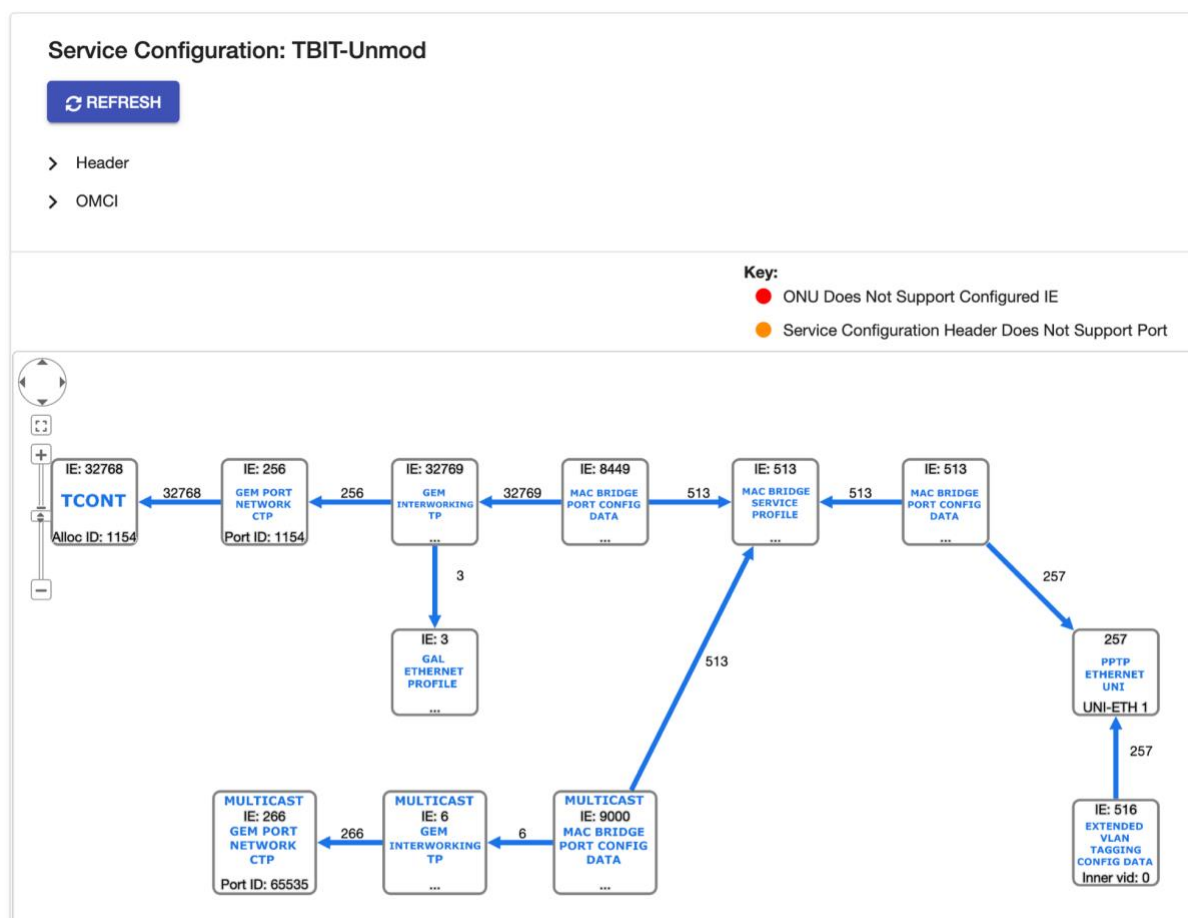 Service Configuration: TBIT-Unmod
REFRESH
Header
OMCI
Key:
ONU Does Not Support Configured IE
Service Configuration Header Does Not Support Port
IE: 32768
TCONT
Alloc ID: 1154
32768
IE: 256
GEM PORT
NETWORK
CTP
Port ID: 1154
256
IE: 32769
GEM
INTERWORKING
TP
...
32769
IE: 8449
MAC BRIDGE
PORT CONFIG
DATA
...
513
IE: 513
MAC BRIDGE
SERVICE
PROFILE
...
513
IE: 513
MAC BRIDGE
PORT CONFIG
DATA
...
3
257
IE: 3
GAL
ETHERNET
PROFILE
...
513
257
PPTP
ETHERNET
UNI
UNI-ETH 1
257
MULTICAST
IE: 266
GEM PORT
NETWORK
CTP
Port ID: 65535
266
MULTICAST
IE: 6
GEM
INTERWORKING
TP
...
6
MULTICAST
IE: 9000
MAC BRIDGE
PORT CONFIG
DATA
...
IE: 516
EXTENDED
VLAN
TAGGING
CONFIG DATA
Inner vid: 0